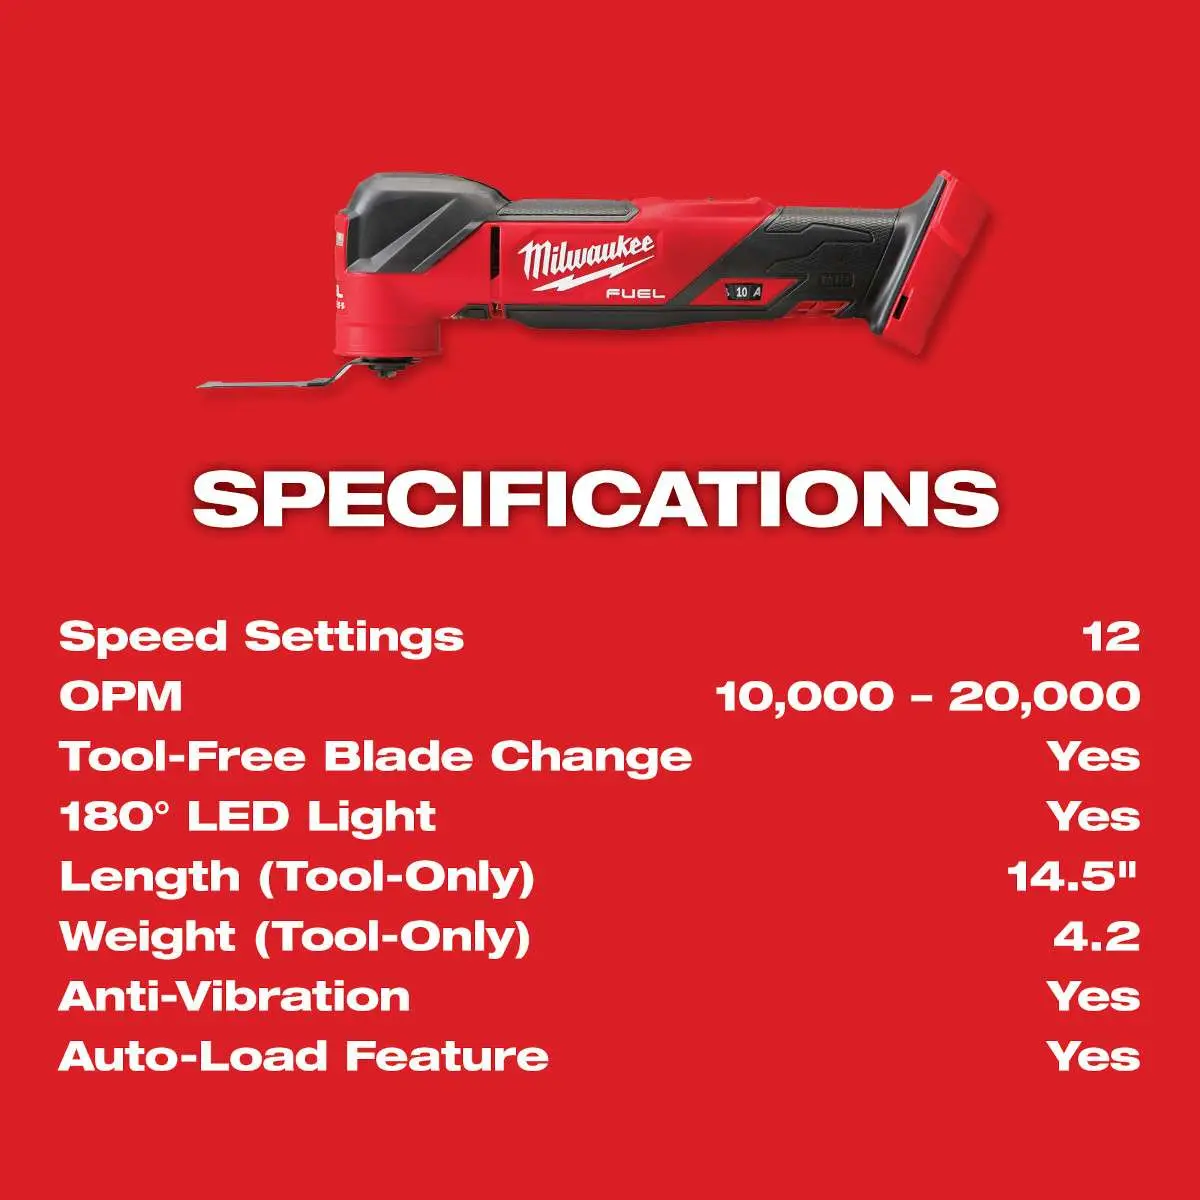 Milwaukee
FUEL
10 A
SPECIFICATIONS
Speed Settings 12
OPM 10,000 – 20,000
Tool-Free Blade Change Yes
180° LED Light Yes
Length (Tool-Only) 14.5"
Weight (Tool-Only) 4.2
Anti-Vibration Yes
Auto-Load Feature Yes